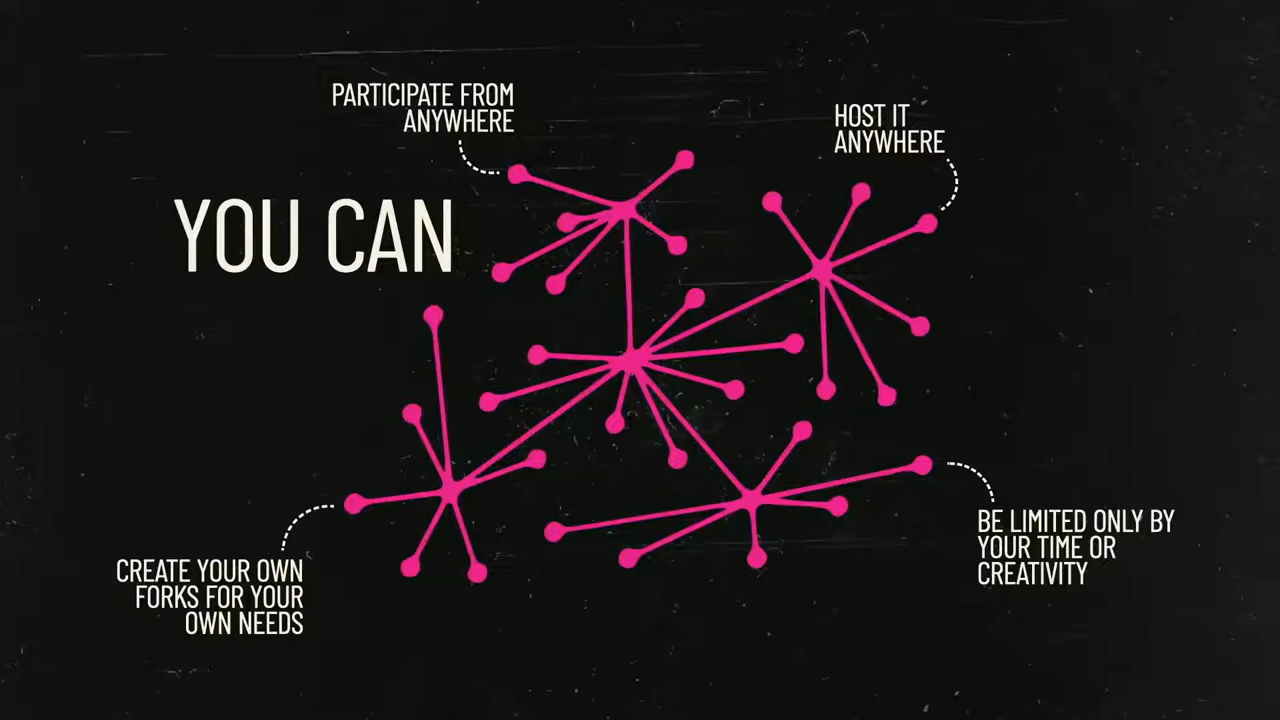 PARTICIPATE FROM
ANYWHERE
HOST IT
ANYWHERE
YOU CAN
BE LIMITED ONLY BY
YOUR TIME OR
CREATIVITY
CREATE YOUR OWN
FORKS FOR YOUR
OWN NEEDS